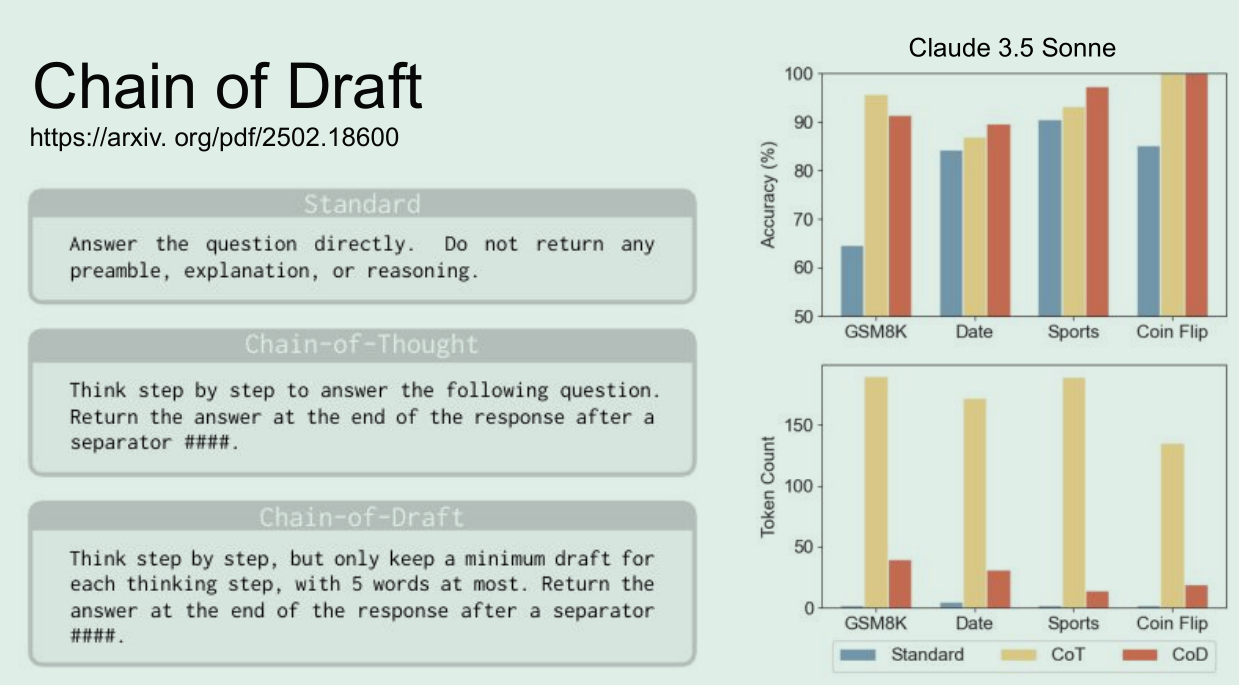 Chain of Draft
https://arxiv. org/pdf/2502.18600
Standard
Answer the question directly. Do not return any
preamble, explanation, or reasoning.
Chain-of-Thought
Think step by step to answer the following question.
Return the answer at the end of the response after a
separator ####.
Chain-of-Draft
Think step by step, but only keep a minimum draft for
each thinking step, with 5 words at most. Return the
answer at the end of the response after a separator
####.
Claude 3.5 Sonne
Accuracy (%)
100
90
80
70
60
50
GSM8K Date Sports Coin Flip
Token Count
150
100
50
0
GSM8K Date Sports Coin Flip
Standard CoT CoD